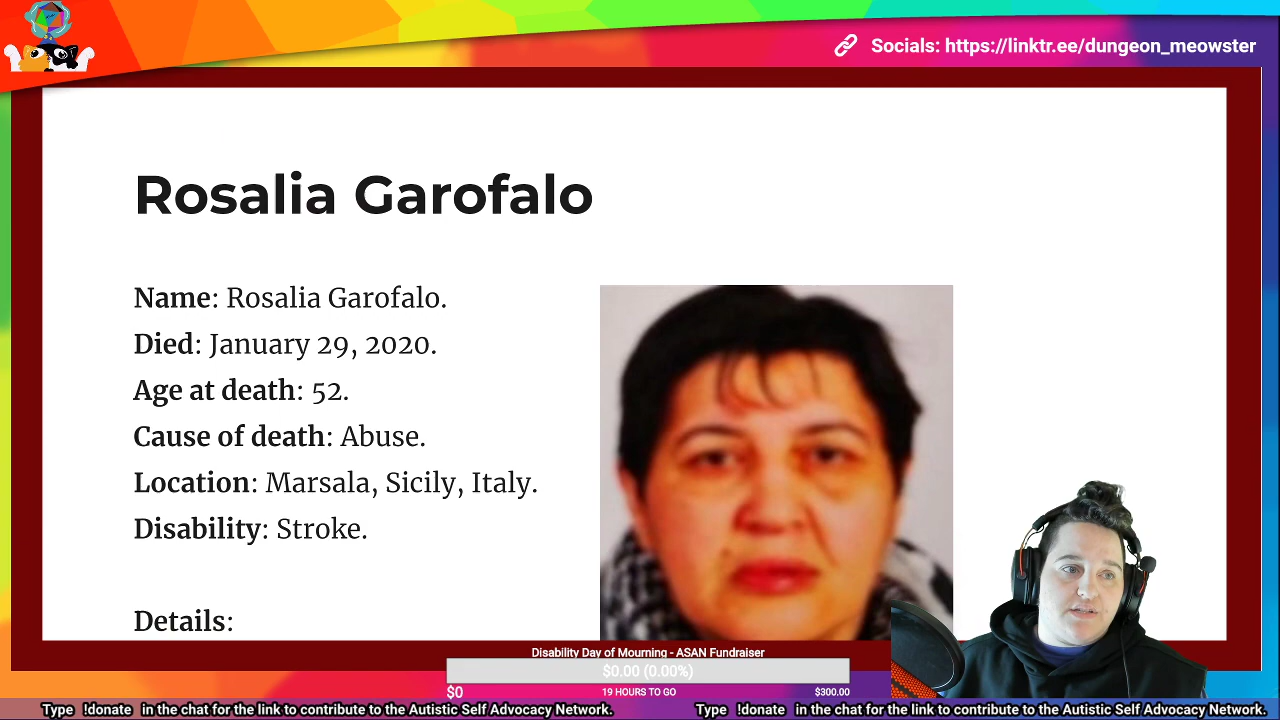 Socials: https://linktr.ee/dungeon_meowster
Rosalia Garofalo
Name: Rosalia Garofalo.
Died: January 29, 2020.
Age at death: 52.
Cause of death: Abuse.
Location: Marsala, Sicily, Italy.
Disability: Stroke.
Details:
Disability Day of Mourning - ASAN Fundraiser
$0.00 (0.00%)
$0 19 HOURS TO GO $300.00
Type !donate in the chat for the link to contribute to the Autistic Self Advocacy Network. Type !donate in the chat for the link to contribute to the Autistic Self Advocacy Network.